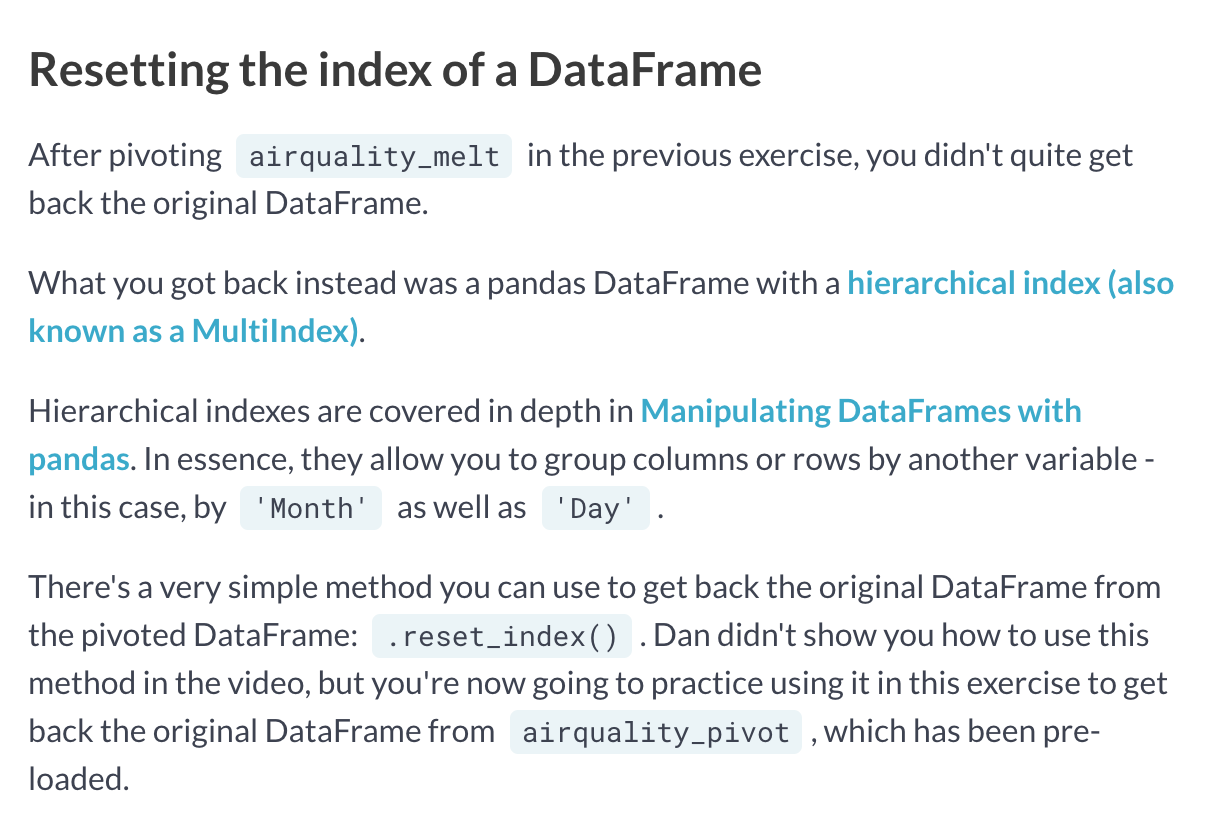 Resetting the index of a DataFrame
After pivoting airquality_melt in the previous exercise, you didn't quite get
back the original DataFrame.
What you got back instead was a pandas DataFrame with a hierarchical index (also
known as a MultiIndex).
Hierarchical indexes are covered in depth in Manipulating DataFrames with
pandas. In essence, they allow you to group columns or rows by another variable -
in this case, by 'Month' as well as 'Day' .
There's a very simple method you can use to get back the original DataFrame from
the pivoted DataFrame: .reset_index() . Dan didn't show you how to use this
method in the video, but you're now going to practice using it in this exercise to get
back the original DataFrame from airquality_pivot , which has been pre-
loaded.